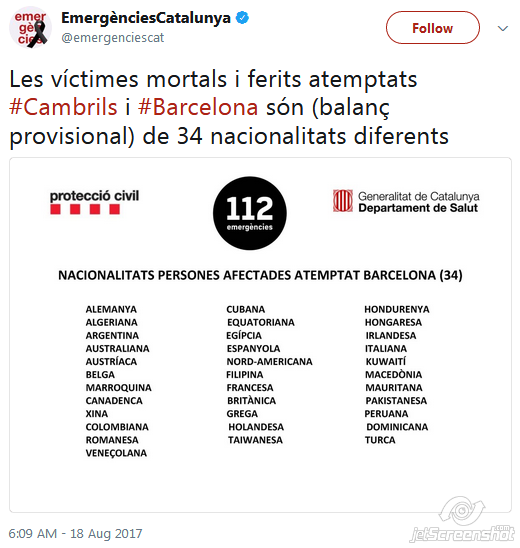 EmergènciesCatalunya
@emergenciescat
Follow
Les víctimes mortals i ferits atemptats
#Cambrils i #Barcelona són (balanç
provisional) de 34 nacionalitats diferents
protecció civil
112
emergències
Generalitat de Catalunya
Departament de Salut
NACIONALITATS PERSONES AFECTADES ATEMPTAT BARCELONA (34)
ALEMANYA CUBANA HONDURENYA
ALGERIANA EQUATORIANA HONGARESA
ARGENTINA EGÍPCIA IRLANDESA
AUSTRALIANA ESPANYOLA ITALIANA
AUSTRÍACA NORD-AMERICANA KUWAITÍ
BELGA FILIPINA MACEDÒNIA
MARROQUINA FRANCESA MAURITANA
CANADENCA BRITÀNICA PAKISTANESA
XINA GREGA PERUANA
COLOMBIANA HOLANDESA DOMINICANA
ROMANESA TAIWANESA TURCA
VENEÇOLANA
6:09 AM - 18 Aug 2017
jetScreenshot
.com